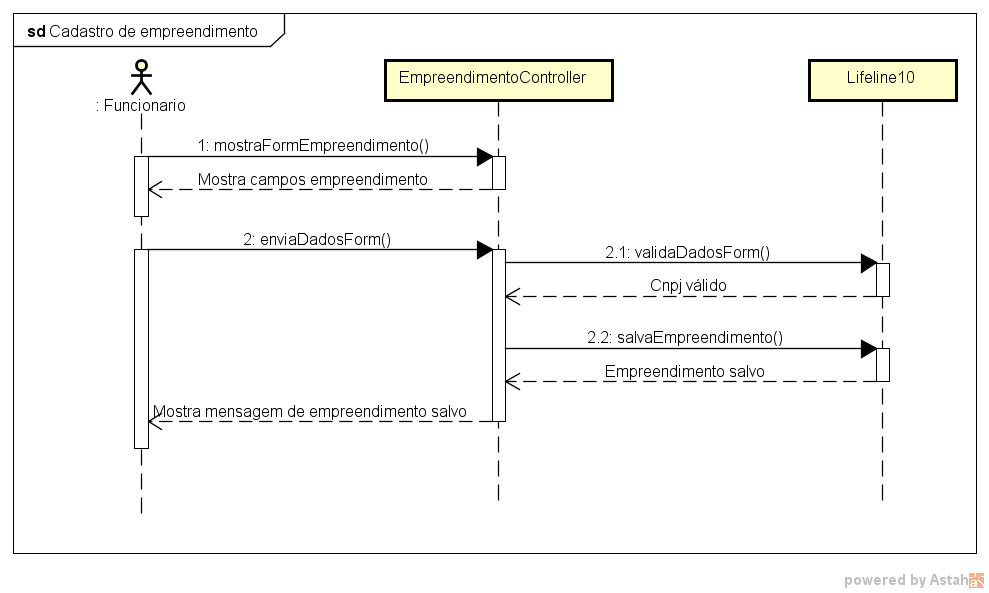 sd Cadastro de empreendimento
EmpreendimentoController
Lifeline10
: Funcionario
1: mostraFormEmpreendimento()
Mostra campos empreendimento
2: enviaDadosForm()
2.1: validaDadosForm()
Cnpj válido
2.2: salvaEmpreendimento()
Empreendimento salvo
Mostra mensagem de empreendimento salvo
powered by Astah